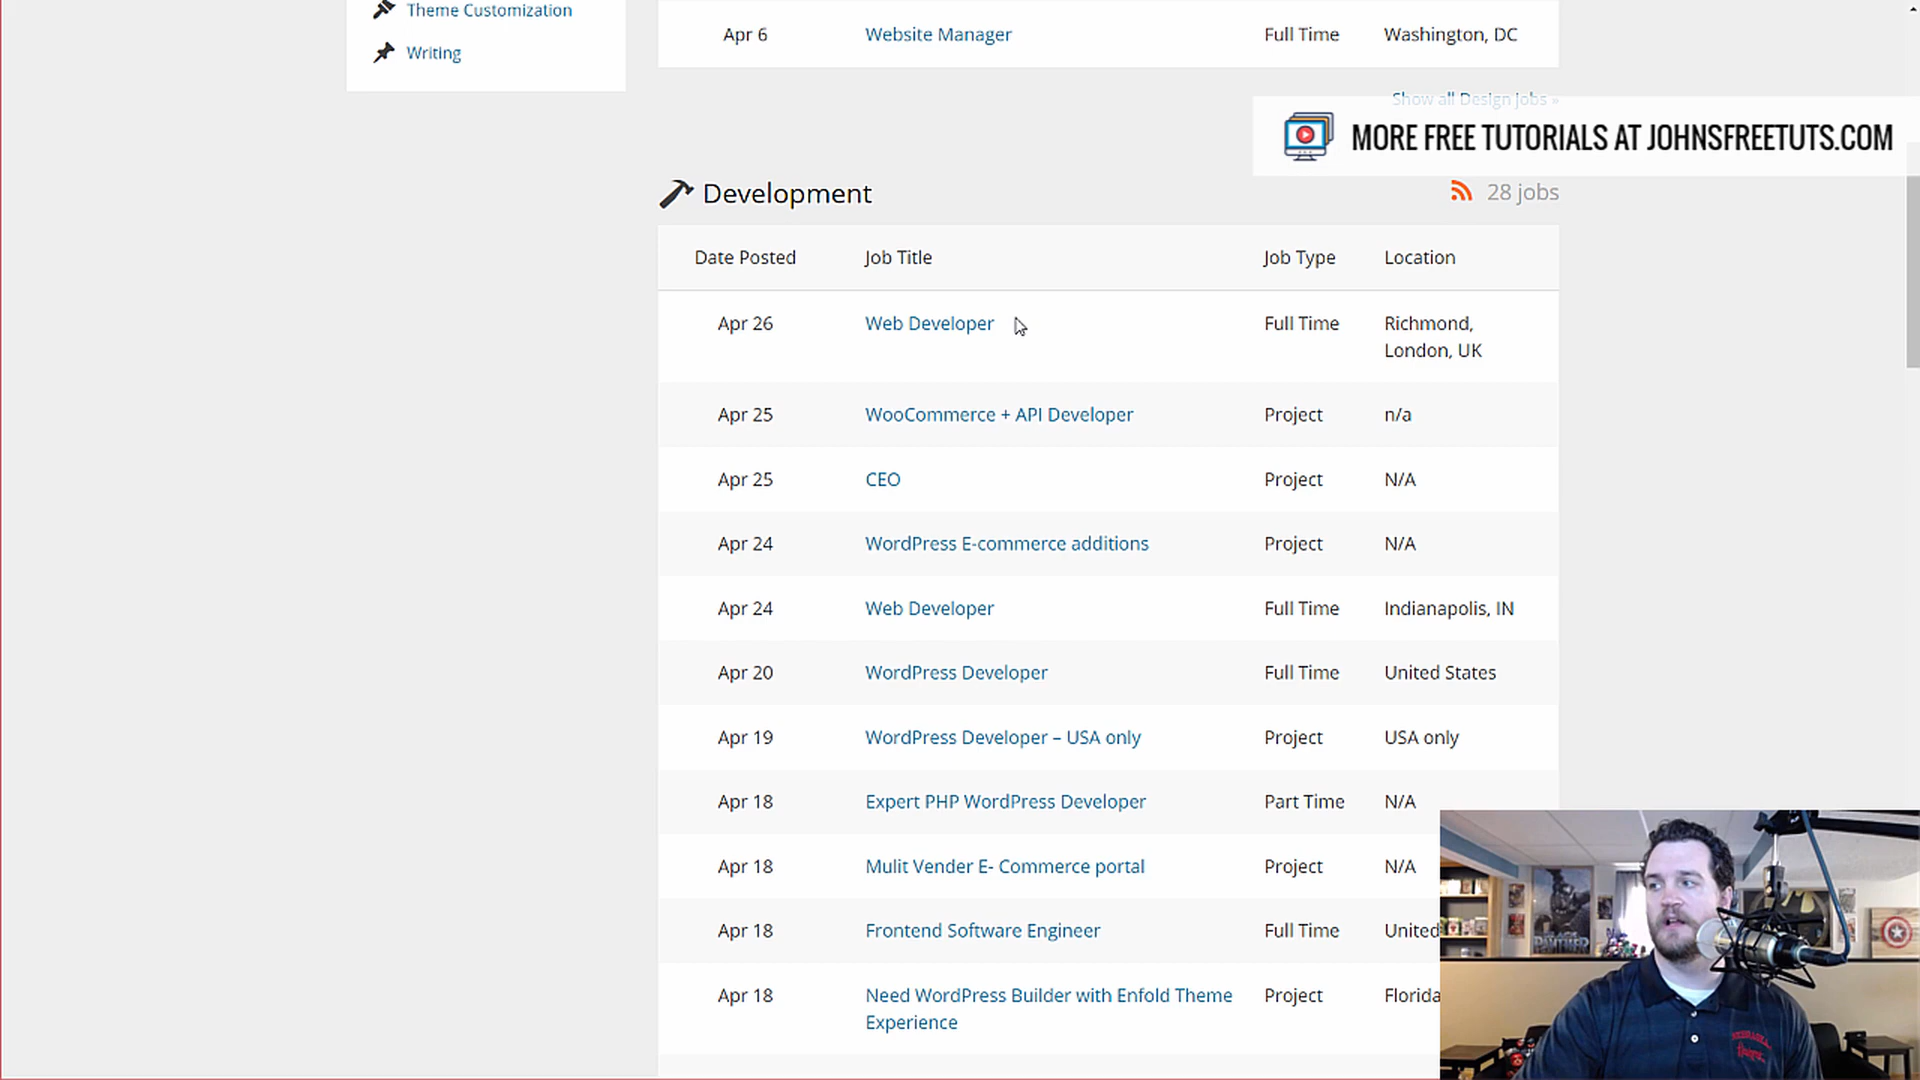 Theme Customization
Writing
Apr 6 Website Manager Full Time Washington, DC
Show all Design jobs »
MORE FREE TUTORIALS AT JOHNSFREETUTS.COM
Development 28 jobs
Date Posted Job Title Job Type Location
Apr 26 Web Developer Full Time Richmond,
London, UK
Apr 25 WooCommerce + API Developer Project n/a
Apr 25 CEO Project N/A
Apr 24 WordPress E-commerce additions Project N/A
Apr 24 Web Developer Full Time Indianapolis, IN
Apr 20 WordPress Developer Full Time United States
Apr 19 WordPress Developer – USA only Project USA only
Apr 18 Expert PHP WordPress Developer Part Time N/A
Apr 18 Mulit Vender E- Commerce portal Project N/A
Apr 18 Frontend Software Engineer Full Time United
Apr 18 Need WordPress Builder with Enfold Theme Project Florida
Experience
PANTHER